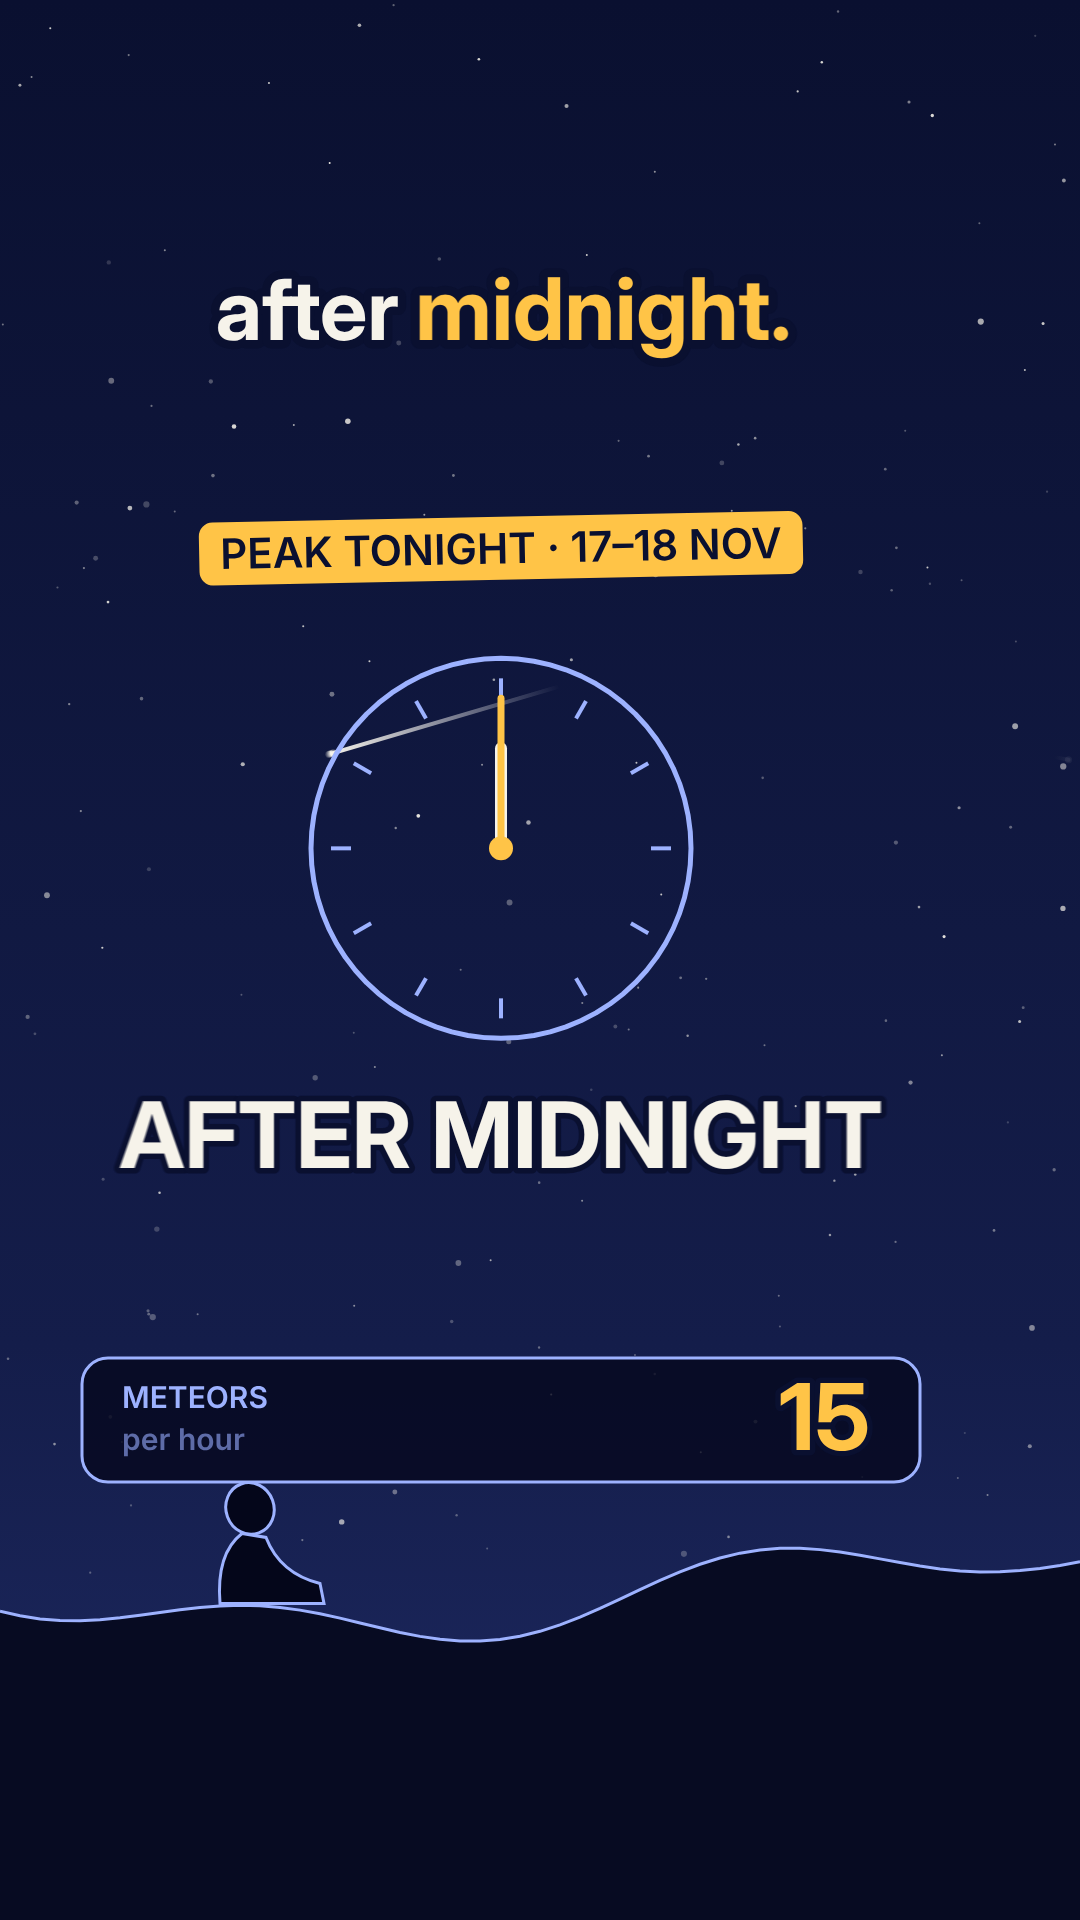 after midnight.
PEAK TONIGHT · 17–18 NOV
AFTER MIDNIGHT
METEORS
per hour
15